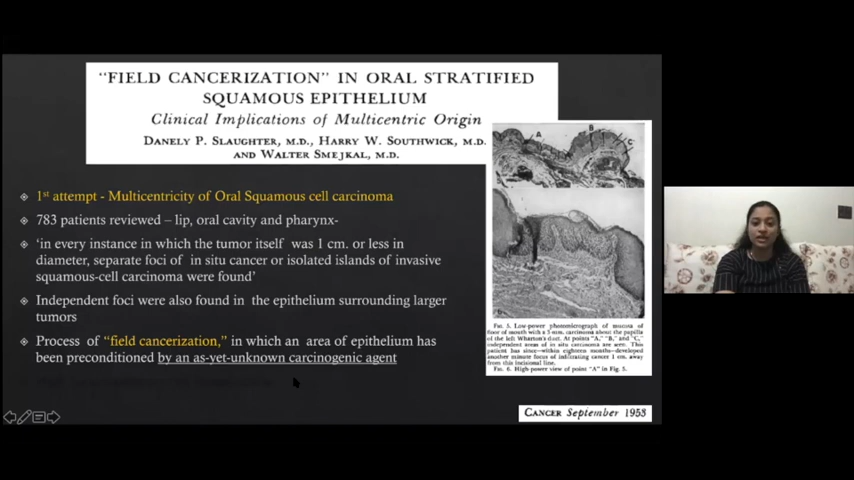 "FIELD CANCERIZATION" IN ORAL STRATIFIED
SQUAMOUS EPITHELIUM
Clinical Implications of Multicentric Origin
DANELY P. SLAUGHTER, M.D., HARRY W. SOUTHWICK, M.D.
AND WALTER SMEJKAL, M.D.
1st attempt - Multicentricity of Oral Squamous cell carcinoma
783 patients reviewed – lip, oral cavity and pharynx-
'in every instance in which the tumor itself was 1 cm. or less in
diameter, separate foci of in situ cancer or isolated islands of invasive
squamous-cell carcinoma were found'
Independent foci were also found in the epithelium surrounding larger
tumors
Process of "field cancerization," in which an area of epithelium has
been preconditioned by an as-yet-unknown carcinogenic agent
A
B
C
FIG. 5. Low-power photomicrograph of mucosa of
floor of mouth with a 5-mm. carcinoma about the papilla
of the left Wharton's duct. At points "A," "B," and "C,"
independent areas of in situ carcinoma are seen. This
patient has since—within eighteen months—developed
another minute focus of infiltrating cancer 1 cm. away
from this incisional line.
FIG. 6. High-power view of point "A" in Fig. 5.
CANCER September 1953